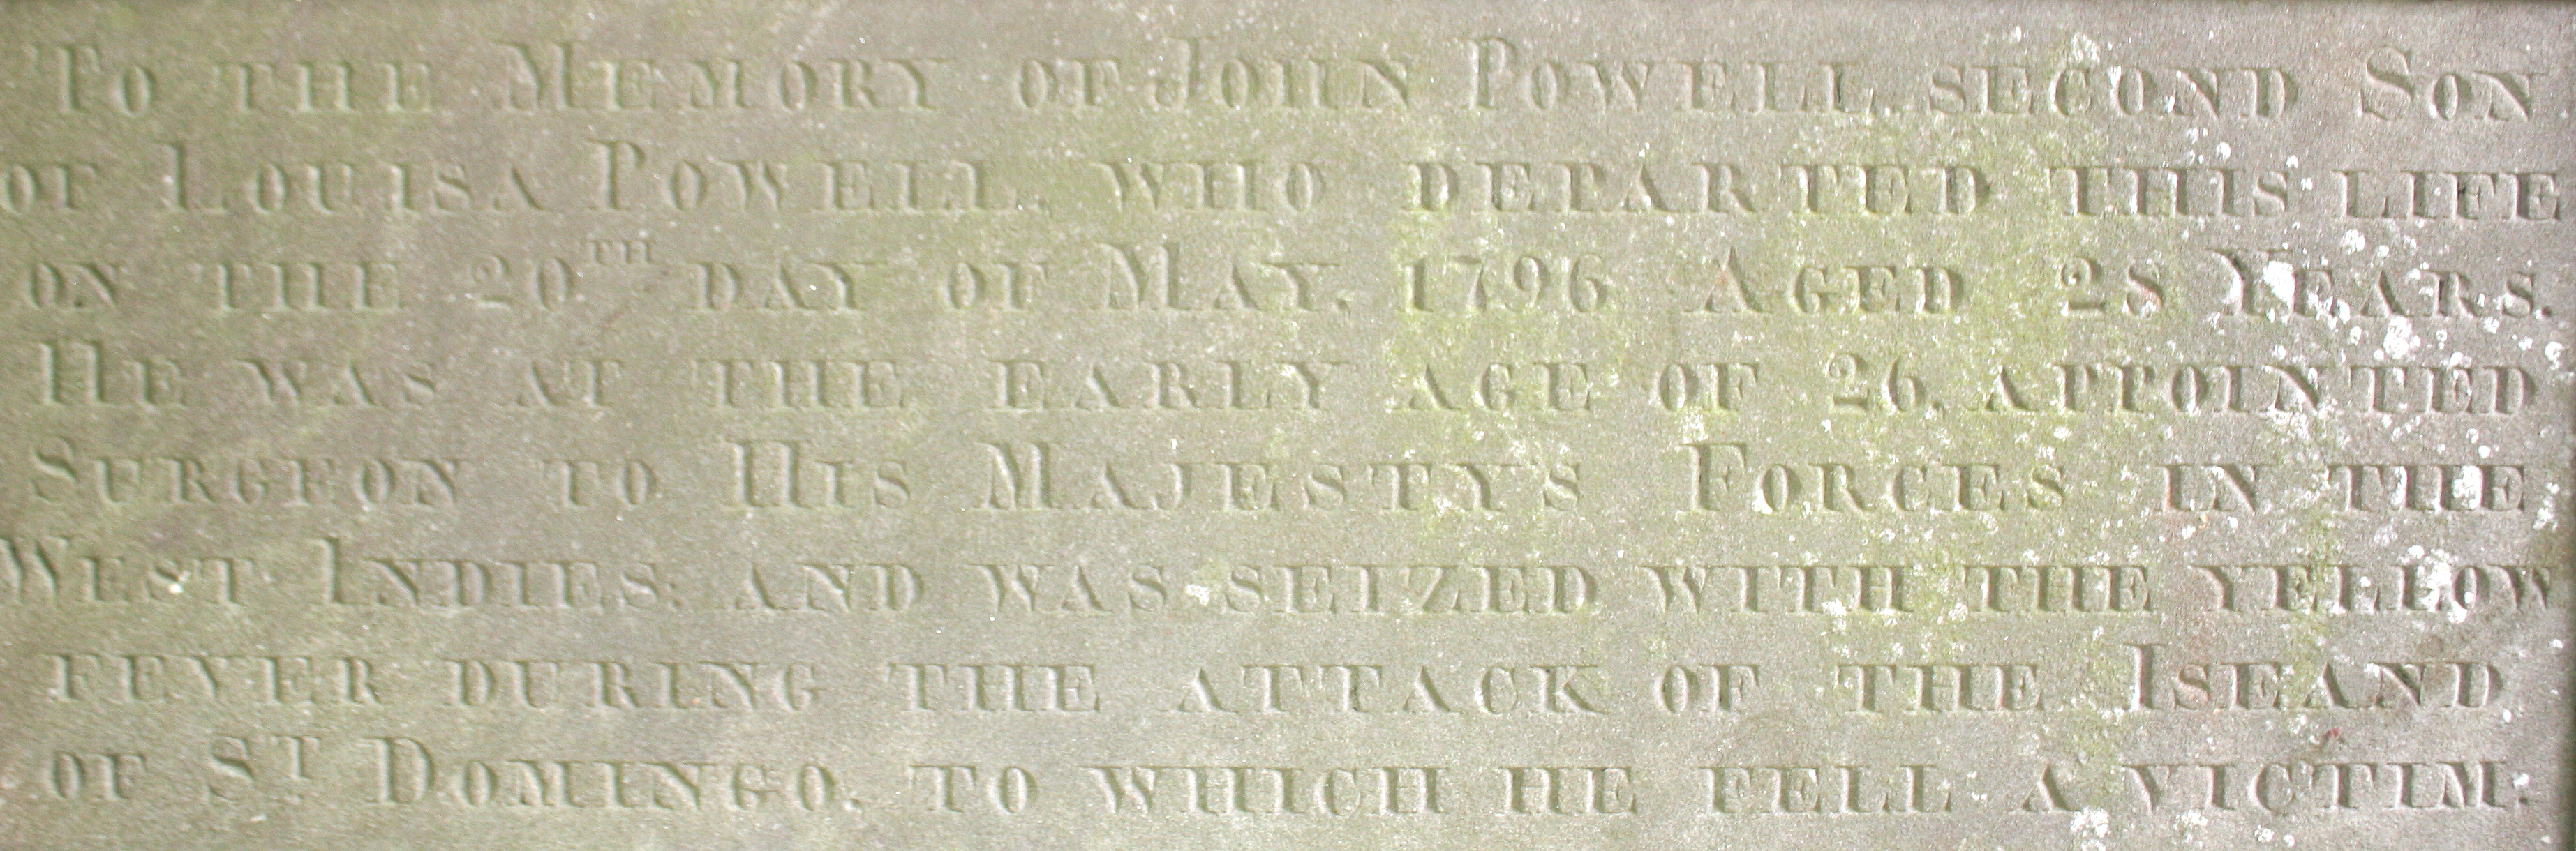 To the Memory of John Powell, second Son
of Louisa Powell, who departed this life
on the 20.TH day of May, 1796 Aged 28 Years.
He was at the early age of 26, appointed
Surgeon to His Majesty's Forces in the
West Indies: and was seized with the yellow
fever during the attack of the Island
of St Domingo, to which he fell a victim.